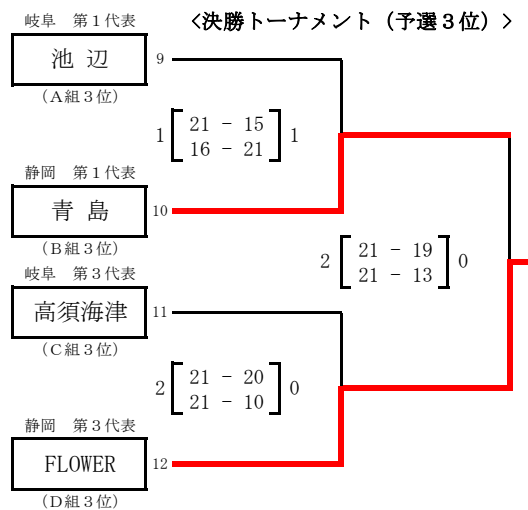 岐阜 第1代表
<決勝トーナメント(予選3位)>
池 辺
9
(A組3位)
1 21 - 15 1
16 - 21
静岡 第1代表
青 島
10
(B組3位)
2 21 - 19 0
21 - 13
岐阜 第3代表
高須海津
11
(C組3位)
2 21 - 20 0
21 - 10
静岡 第3代表
FLOWER
12
(D組3位)